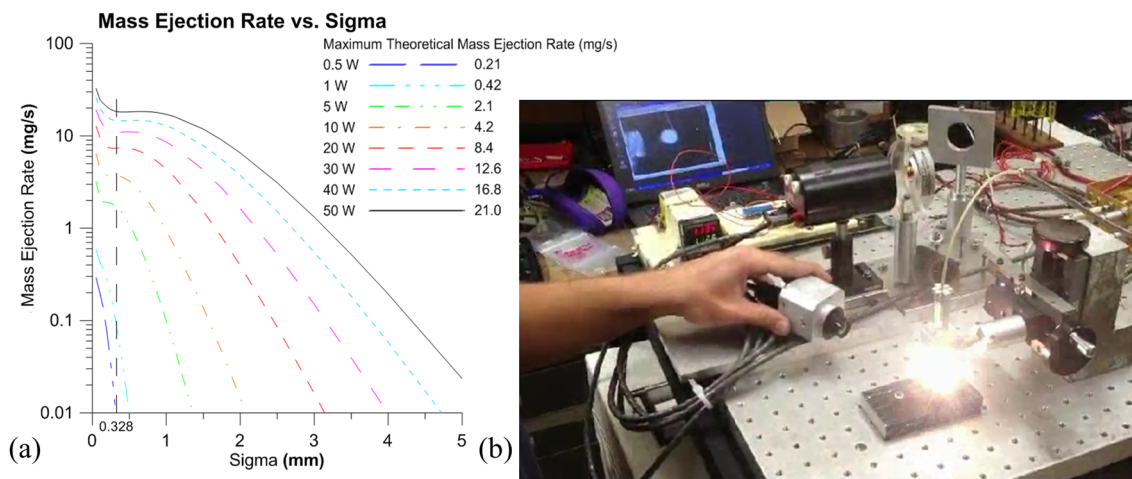 Mass Ejection Rate vs. Sigma
Maximum Theoretical Mass Ejection Rate (mg/s)
0.5 W 0.21
1 W 0.42
5 W 2.1
10 W 4.2
20 W 8.4
30 W 12.6
40 W 16.8
50 W 21.0
Mass Ejection Rate (mg/s)
100
10
1
0.1
0.01
0 1 2 3 4 5
0.328
Sigma (mm)
(a)
(b)